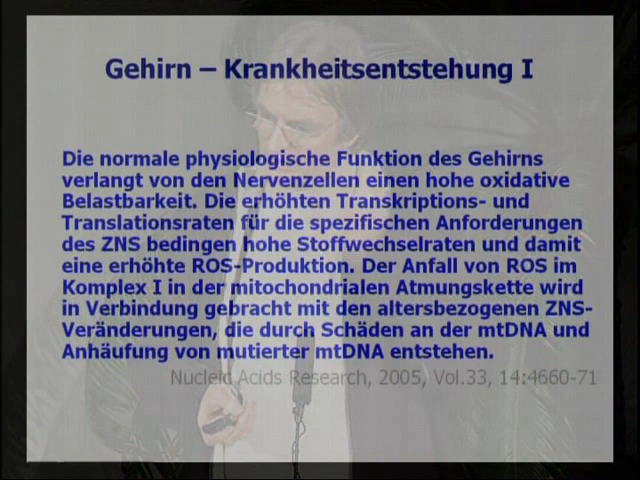 Gehirn – Krankheitsentstehung I
Die normale physiologische Funktion des Gehirns
verlangt von den Nervenzellen einen hohe oxidative
Belastbarkeit. Die erhöhten Transkriptions- und
Translationsraten für die spezifischen Anforderungen
des ZNS bedingen hohe Stoffwechselraten und damit
eine erhöhte ROS-Produktion. Der Anfall von ROS im
Komplex I in der mitochondrialen Atmungskette wird
in Verbindung gebracht mit den altersbezogenen ZNS-
Veränderungen, die durch Schäden an der mtDNA und
Anhäufung von mutierter mtDNA entstehen.
Nucleic Acids Research, 2005, Vol.33, 14:4660-71